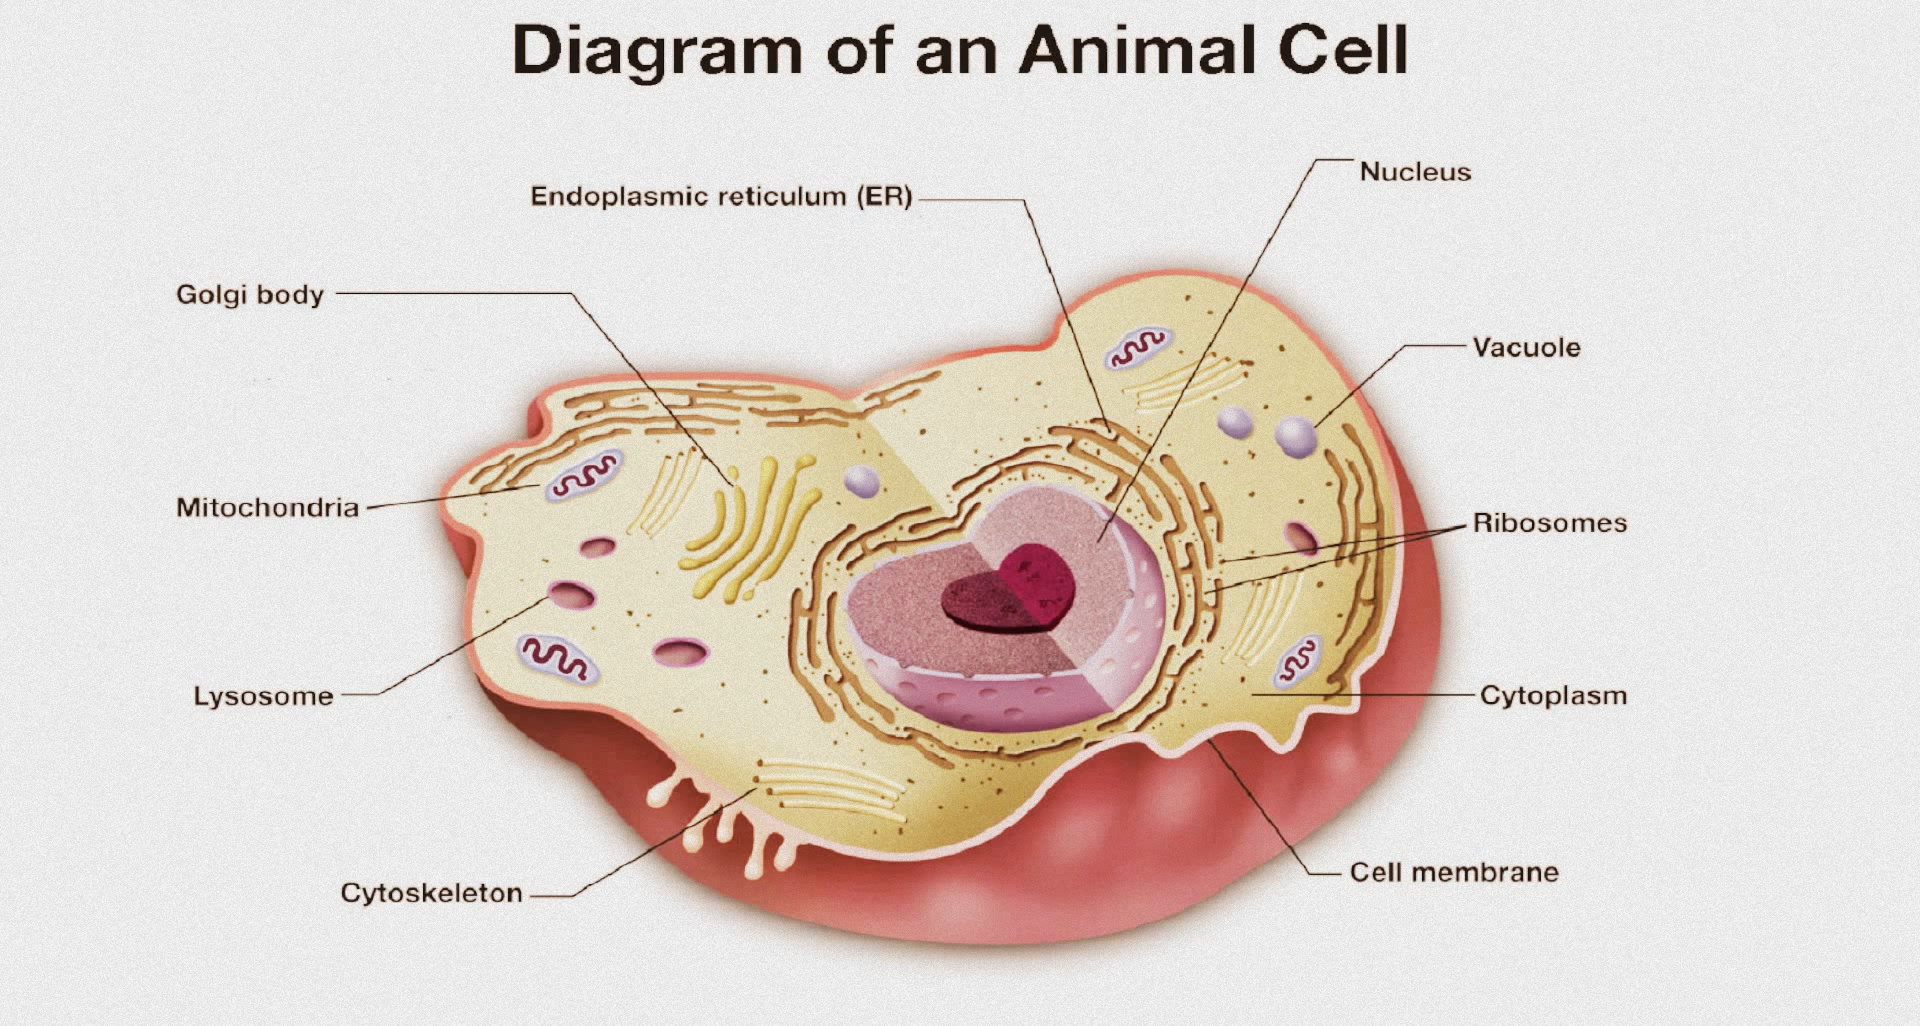 Diagram of an Animal Cell
Nucleus
Endoplasmic reticulum (ER)
Golgi body
Vacuole
Mitochondria
Ribosomes
Lysosome
Cytoplasm
Cell membrane
Cytoskeleton